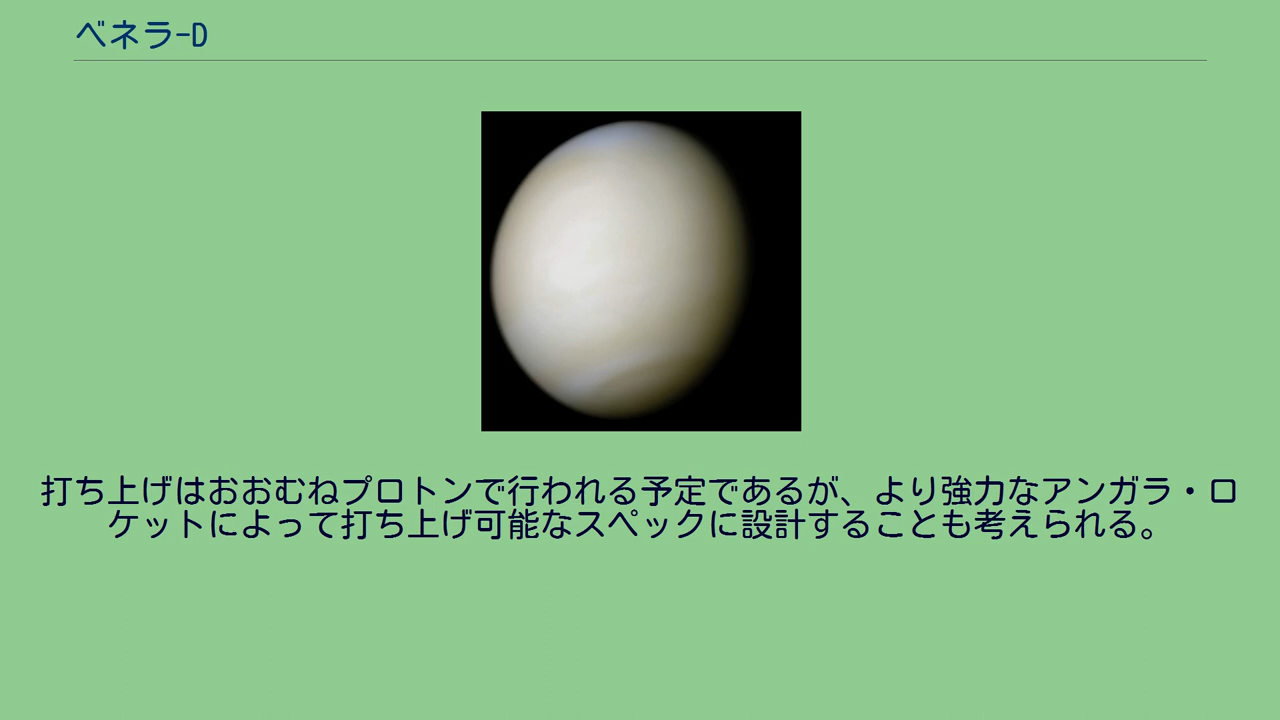 ベネラ-D
打ち上げはおおむねプロトンで行われる予定であるが、より強力なアンガラ・ロ
ケットによって打ち上げ可能なスペックに設計することも考えられる。